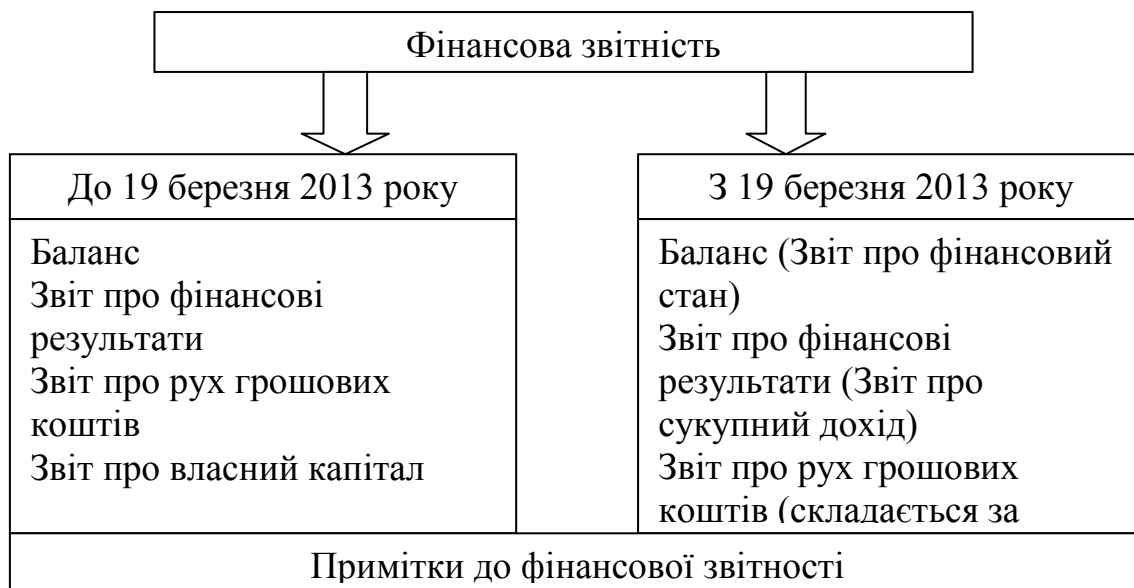 Фінансова звітність
До 19 березня 2013 року
Баланс
Звіт про фінансові
результати
Звіт про рух грошових
коштів
Звіт про власний капітал
З 19 березня 2013 року
Баланс (Звіт про фінансовий
стан)
Звіт про фінансові
результати (Звіт про
сукупний дохід)
Звіт про рух грошових
коштів (складається за
Примітки до фінансової звітності